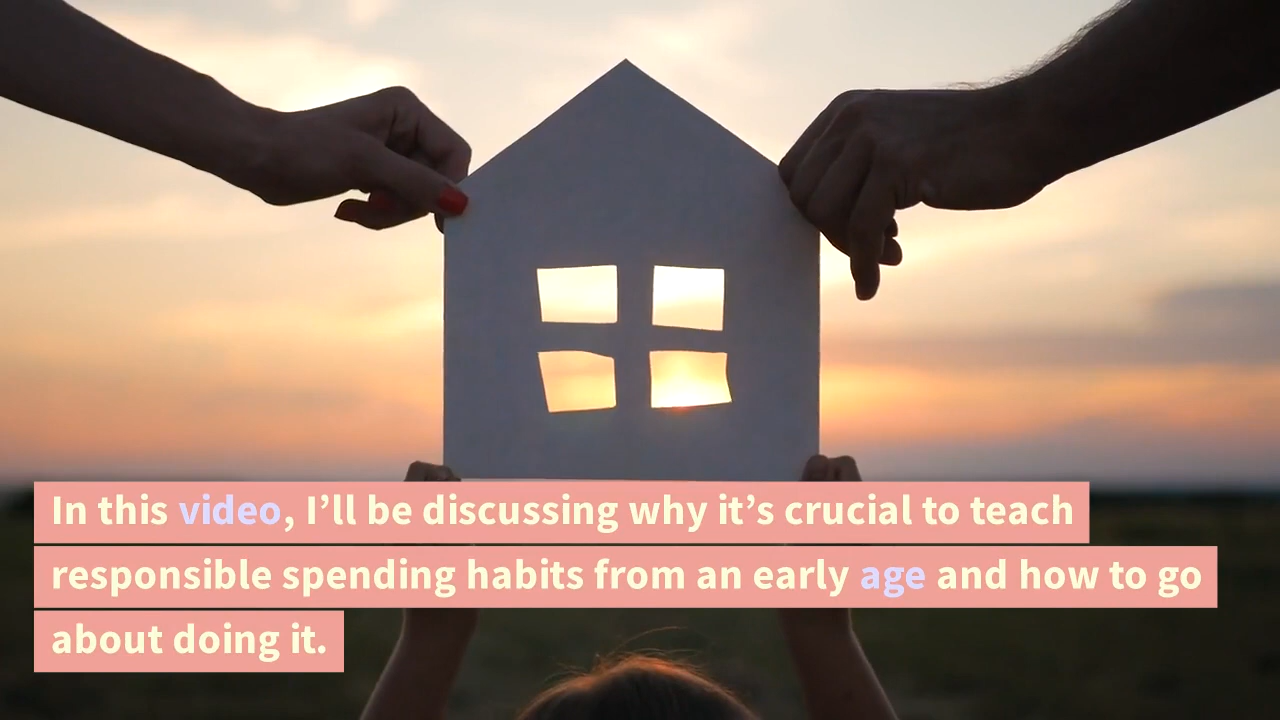 In this video, I’ll be discussing why it’s crucial to teach
responsible spending habits from an early age and how to go
about doing it.